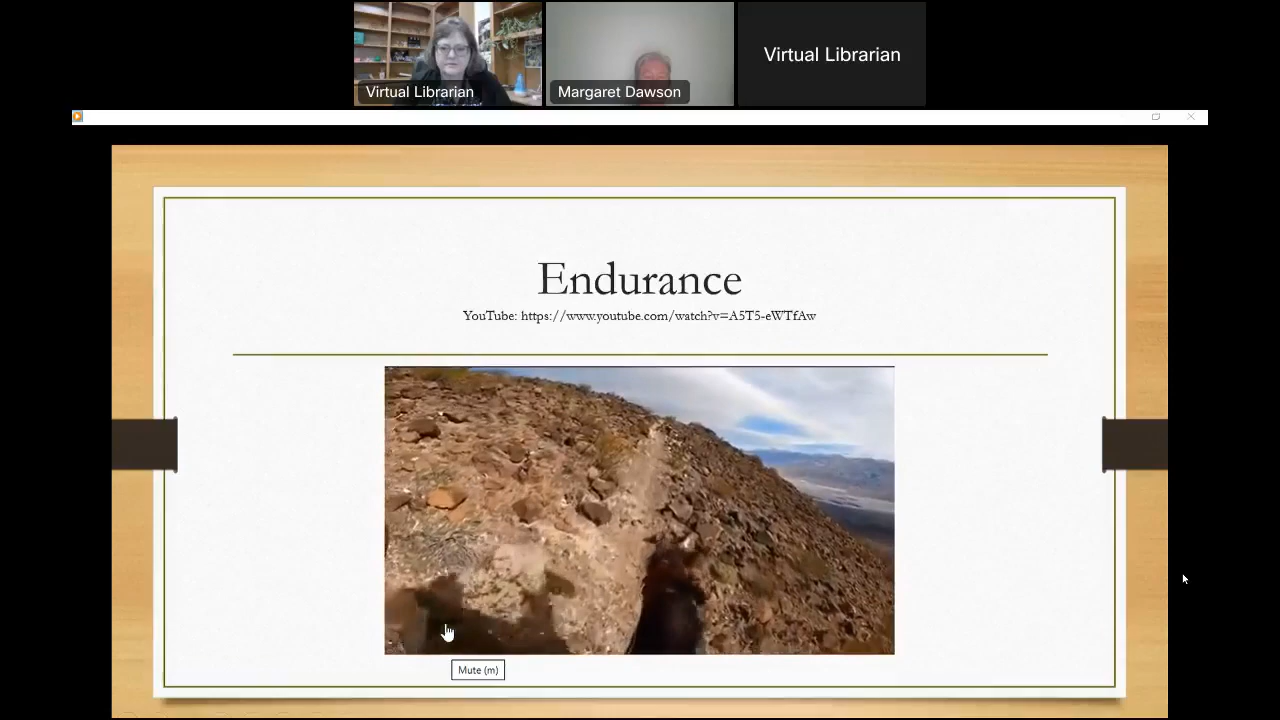 Virtual Librarian
Margaret Dawson
Virtual Librarian
Endurance
YouTube: https://www.youtube.com/watch?v=A5T5-eWTfAw
Mute (m)